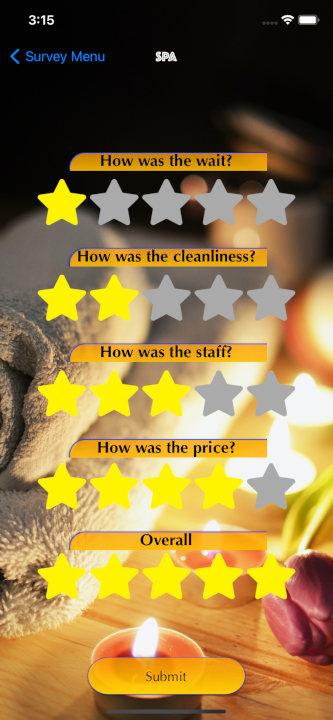 3:15
Survey Menu
SPA
How was the wait?
How was the cleanliness?
How was the staff?
How was the price?
Overall
Submit